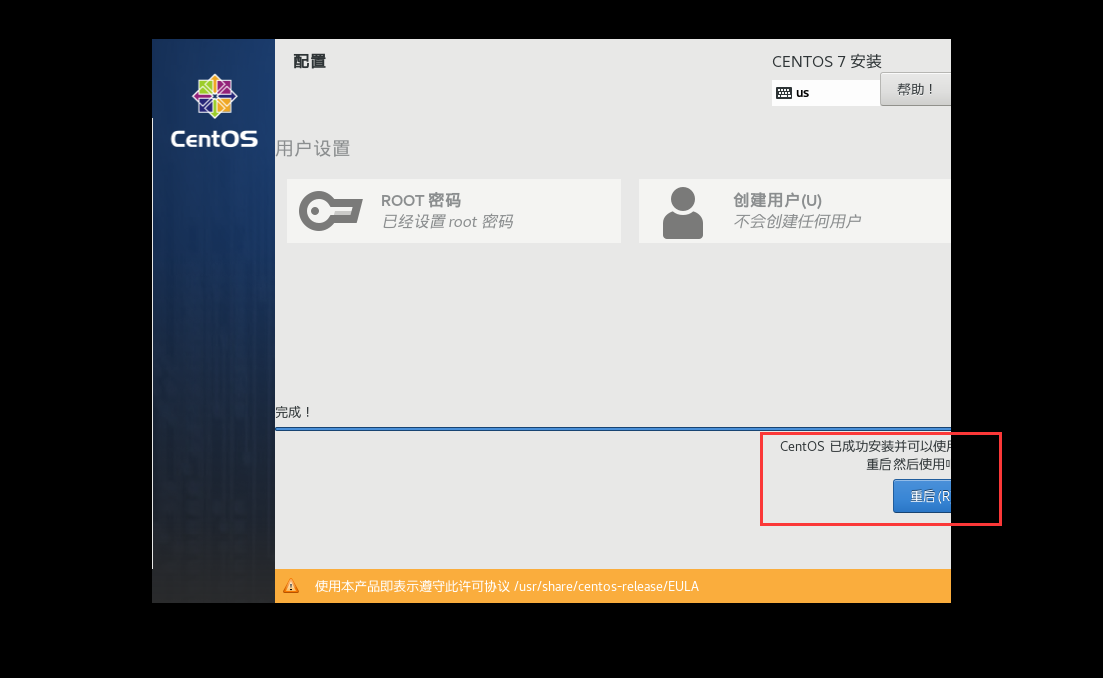 配置
CENTOS 7 安装
us
帮助！
CentOS
用户设置
ROOT 密码
已经设置 root 密码
创建用户(U)
不会创建任何用户
完成！
CentOS 已成功安装并可以使
重启然后使用
重启(R
使用本产品即表示遵守此许可协议 /usr/share/centos-release/EULA